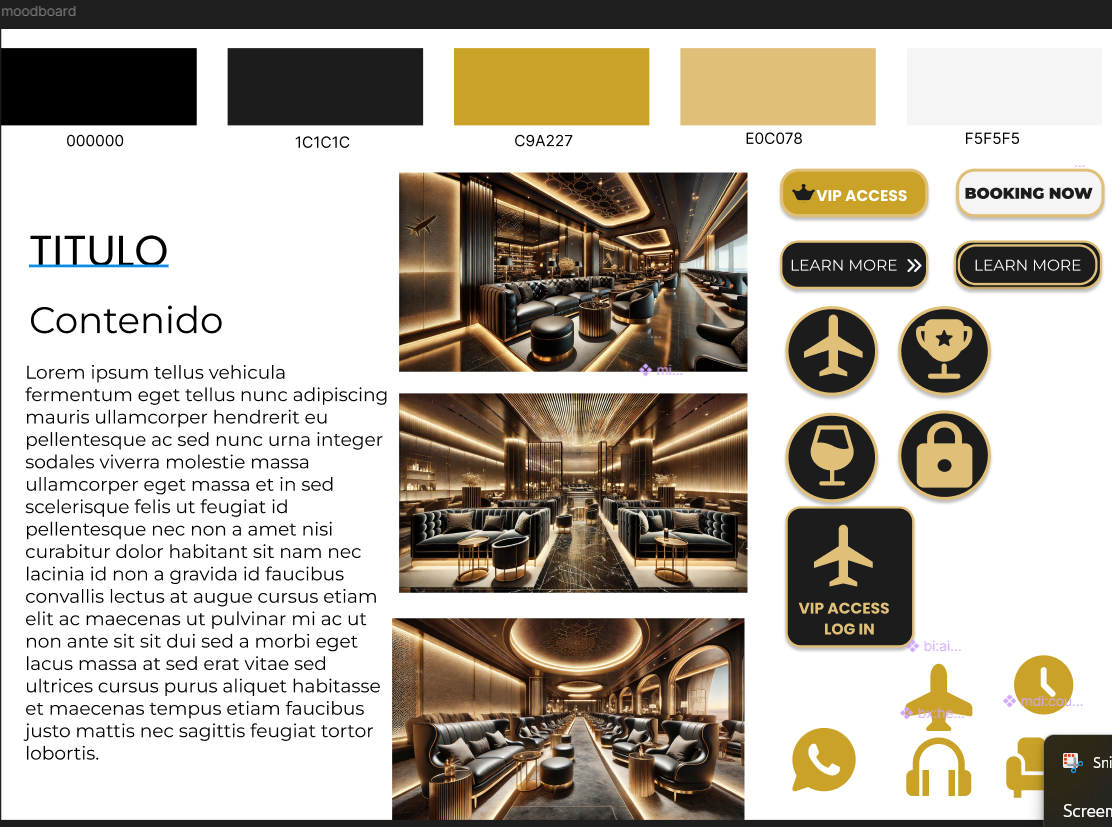 moodboard
000000
1C1C1C
C9A227
E0C078
F5F5F5
VIP ACCESS
BOOKING NOW
LEARN MORE
LEARN MORE
TITULO
Contenido
Lorem ipsum tellus vehicula
fermentum eget tellus nunc adipiscing
mauris ullamcorper hendrerit eu
pellentesque ac sed nunc urna integer
sodales viverra molestie massa
ullamcorper eget massa et in sed
scelerisque felis ut feugiat id
pellentesque nec non a amet nisi
curabitur dolor habitant sit nam nec
lacinia id non a gravida id faucibus
convallis lectus at augue cursus etiam
elit ac maecenas ut pulvinar mi ac ut
non ante sit sit dui sed a morbi eget
lacus massa at sed erat vitae sed
ultrices cursus purus aliquet habitasse
et maecenas tempus etiam faucibus
justo mattis nec sagittis feugiat tortor
lobortis.
mi...
VIP ACCESS
LOG IN
bi:ai...
mdi:cou...
bx:he...
Sni
Screen